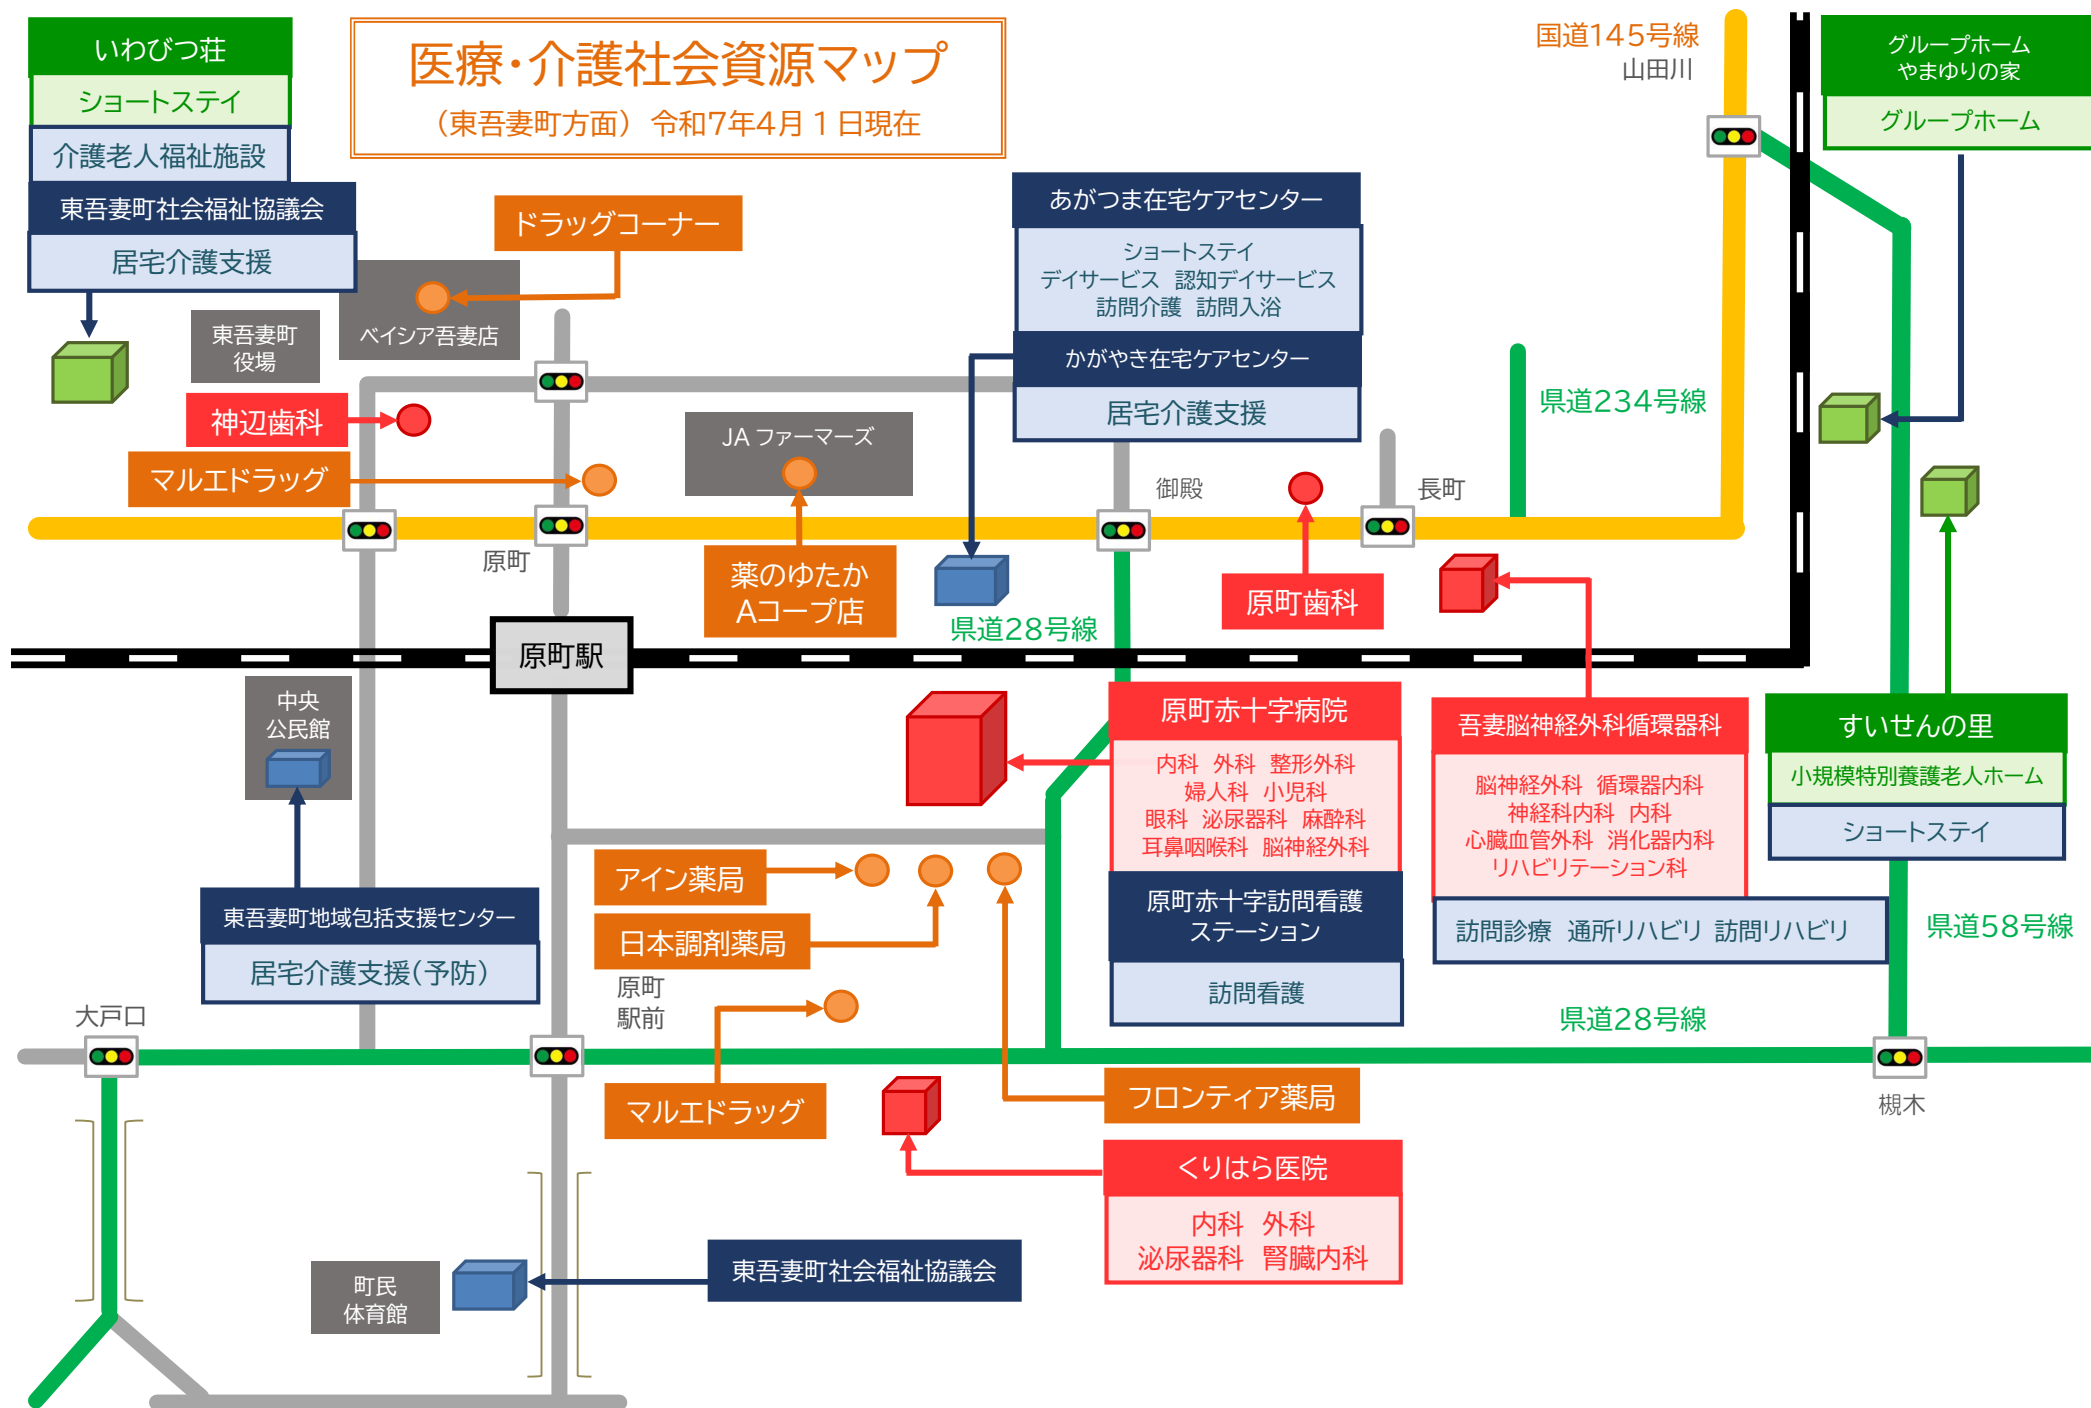 いわびつ荘
ショートステイ
介護老人福祉施設
東吾妻町社会福祉協議会
居宅介護支援
医療・介護社会資源マップ
（東吾妻町方面）令和7年4月１日現在
国道145号線
山田川
グループホーム
やまゆりの家
グループホーム
ドラッグコーナー
ベイシア吾妻店
東吾妻町
役場
神辺歯科
マルエドラッグ
JAファーマーズ
あがつま在宅ケアセンター
ショートステイ
デイサービス 認知デイサービス
訪問介護 訪問入浴
かがやき在宅ケアセンター
居宅介護支援
県道234号線
御殿
長町
原町
薬のゆたか
Aコープ店
県道28号線
原町歯科
原町駅
中央
公民館
原町赤十字病院
内科 外科 整形外科
婦人科 小児科
眼科 泌尿器科 麻酔科
耳鼻咽喉科 脳神経外科
原町赤十字訪問看護
ステーション
訪問看護
吾妻脳神経外科循環器科
脳神経外科 循環器内科
神経科内科 内科
心臓血管外科 消化器内科
リハビリテーション科
訪問診療 通所リハビリ 訪問リハビリ
すいせんの里
小規模特別養護老人ホーム
ショートステイ
県道58号線
アイン薬局
日本調剤薬局
原町
駅前
東吾妻町地域包括支援センター
居宅介護支援（予防）
大戸口
県道28号線
マルエドラッグ
フロンティア薬局
槻木
くりはら医院
内科 外科
泌尿器科 腎臓内科
町民
体育館
東吾妻町社会福祉協議会